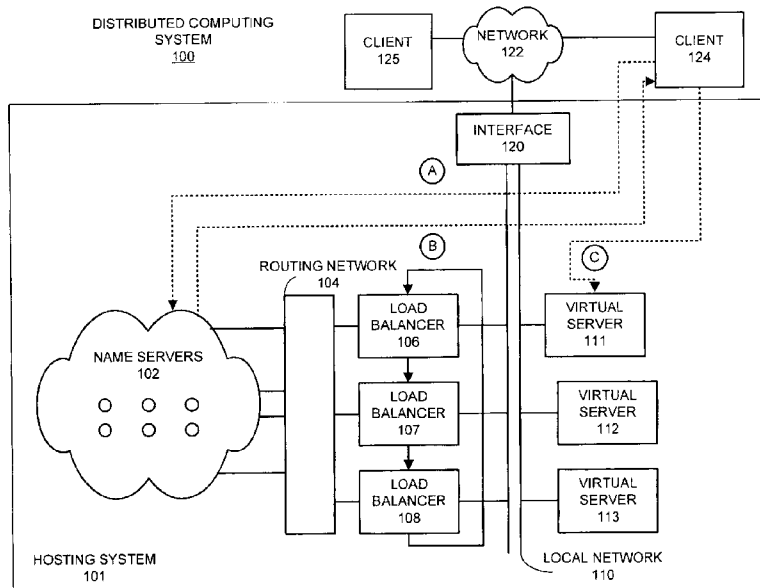 DISTRIBUTED COMPUTING
SYSTEM
100
CLIENT
125
NETWORK
122
CLIENT
124
INTERFACE
120
A
B
C
ROUTING NETWORK
104
LOAD
BALANCER
106
VIRTUAL
SERVER
111
NAME SERVERS
102
LOAD
BALANCER
107
VIRTUAL
SERVER
112
LOAD
BALANCER
108
VIRTUAL
SERVER
113
HOSTING SYSTEM
101
LOCAL NETWORK
110